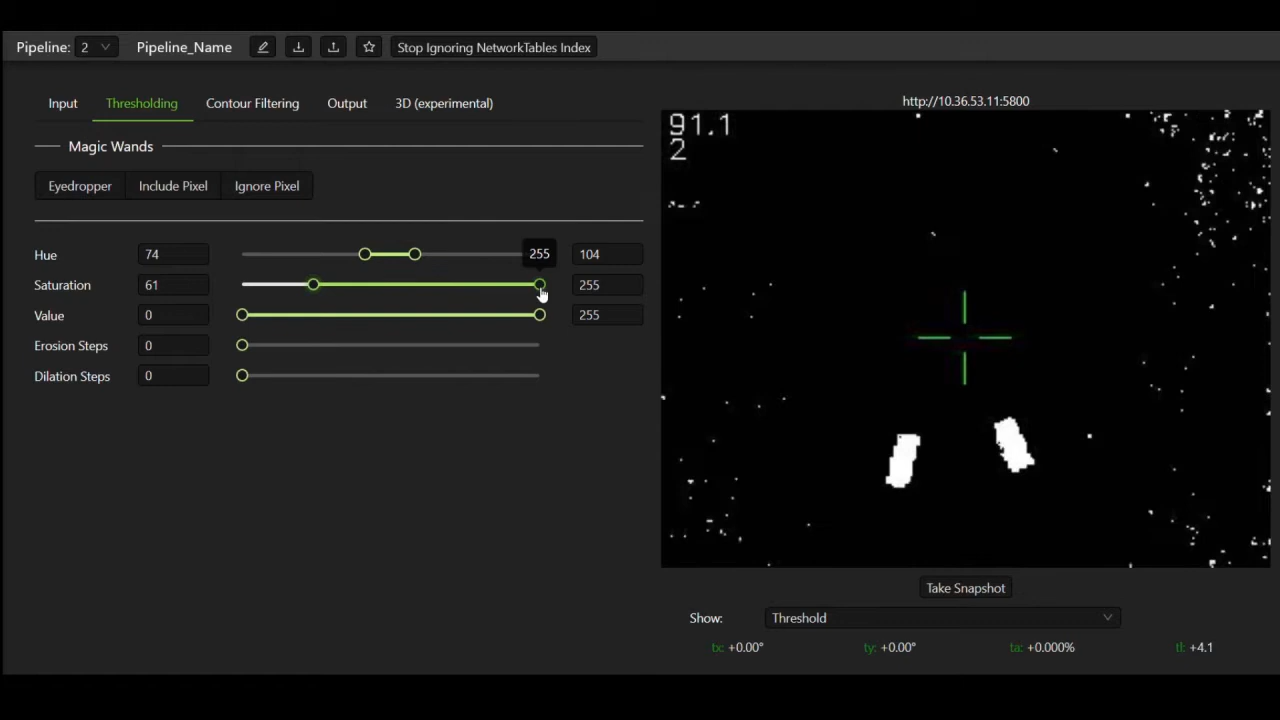 Pipeline: 2 Pipeline_Name Stop Ignoring NetworkTables Index
Input Thresholding Contour Filtering Output 3D (experimental)
http://10.36.53.11:5800
Magic Wands
91.1
2
Eyedropper Include Pixel Ignore Pixel
Hue 74 255 104
Saturation 61 255
Value 0 255
Erosion Steps 0
Dilation Steps 0
Take Snapshot
Show: Threshold
tx: +0.00° ty: +0.00° ta: +0.000% tl: +4.1